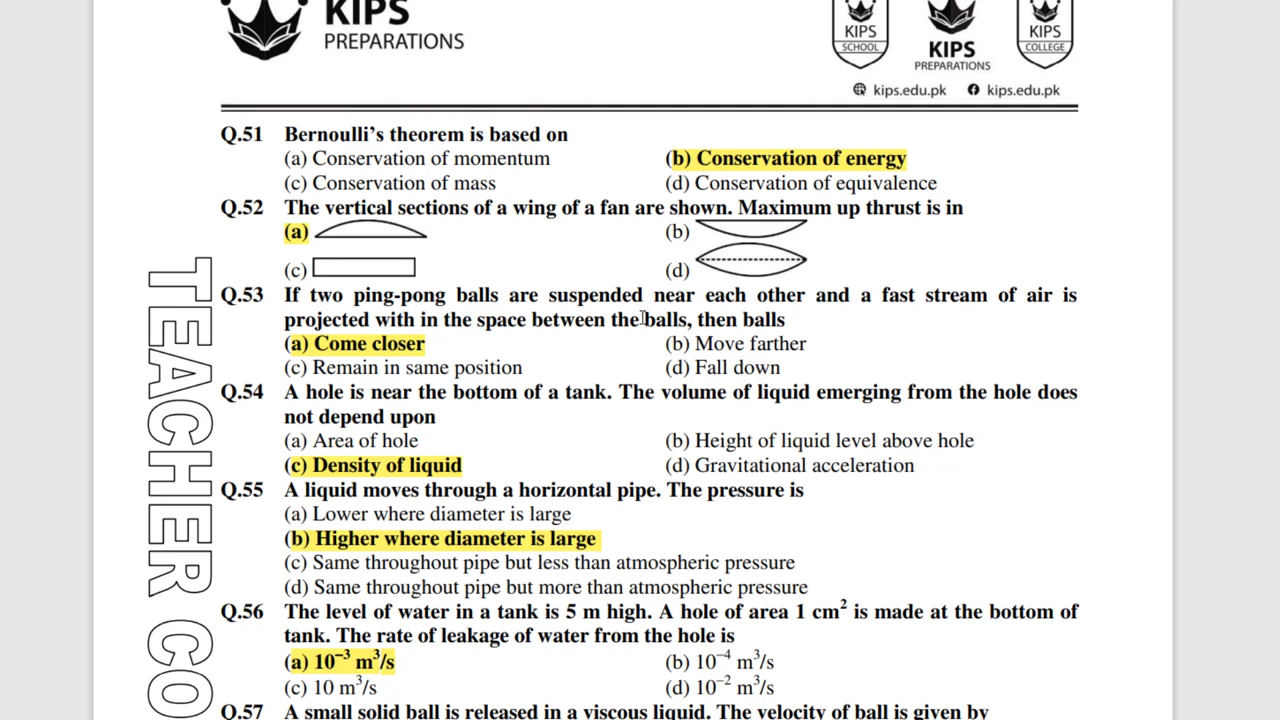 KIPS
PREPARATIONS
KIPS
SCHOOL
KIPS
PREPARATIONS
KIPS
COLLEGE
kips.edu.pk kips.edu.pk
Q.51 Bernoulli's theorem is based on
(a) Conservation of momentum (b) Conservation of energy
(c) Conservation of mass (d) Conservation of equivalence
Q.52 The vertical sections of a wing of a fan are shown. Maximum up thrust is in
(a) (b)
(c) (d)
Q.53 If two ping-pong balls are suspended near each other and a fast stream of air is
projected with in the space between the balls, then balls
(a) Come closer (b) Move farther
(c) Remain in same position (d) Fall down
Q.54 A hole is near the bottom of a tank. The volume of liquid emerging from the hole does
not depend upon
(a) Area of hole (b) Height of liquid level above hole
(c) Density of liquid (d) Gravitational acceleration
Q.55 A liquid moves through a horizontal pipe. The pressure is
(a) Lower where diameter is large
(b) Higher where diameter is large
(c) Same throughout pipe but less than atmospheric pressure
(d) Same throughout pipe but more than atmospheric pressure
Q.56 The level of water in a tank is 5 m high. A hole of area 1 cm² is made at the bottom of
tank. The rate of leakage of water from the hole is
(a) 10⁻³ m³/s (b) 10⁻⁴ m³/s
(c) 10 m³/s (d) 10⁻² m³/s
Q.57 A small solid ball is released in a viscous liquid. The velocity of ball is given by
TEACHER CO